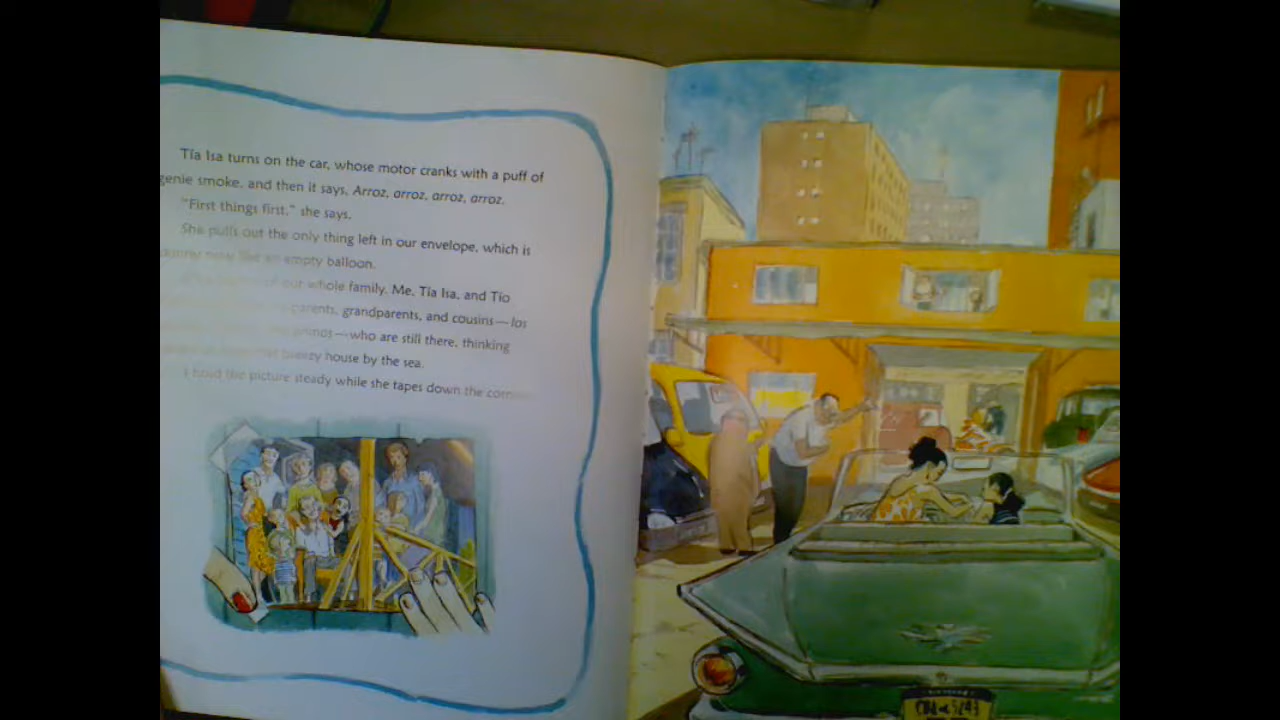 Tía Isa turns on the car, whose motor cranks with a puff of
genie smoke, and then it says, Arroz, arroz, arroz, arroz.
"First things first," she says.
She pulls out the only thing left in our envelope, which is
now like an empty balloon.
of our whole family. Me, Tía Isa, and Tío
parents, grandparents, and cousins—los
primos—who are still there, thinking
breezy house by the sea.
I hold the picture steady while she tapes down the